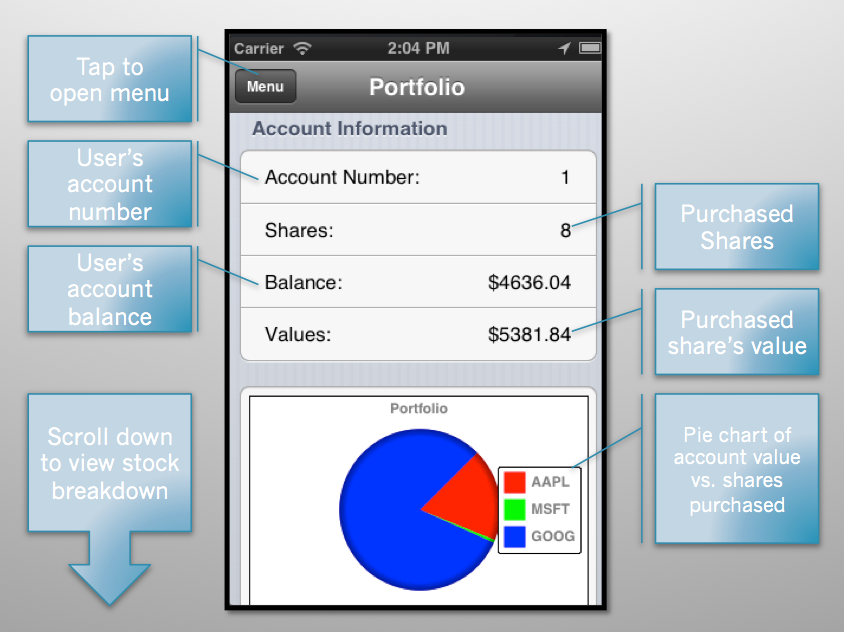 Carrier 2:04 PM
Menu Portfolio
Account Information
Account Number: 1
Shares: 8
Balance: $4636.04
Values: $5381.84
Portfolio
AAPL
MSFT
GOOG
Tap to
open menu
User's
account
number
User's
account
balance
Scroll down
to view stock
breakdown
Purchased
Shares
Purchased
share's value
Pie chart of
account value
vs. shares
purchased